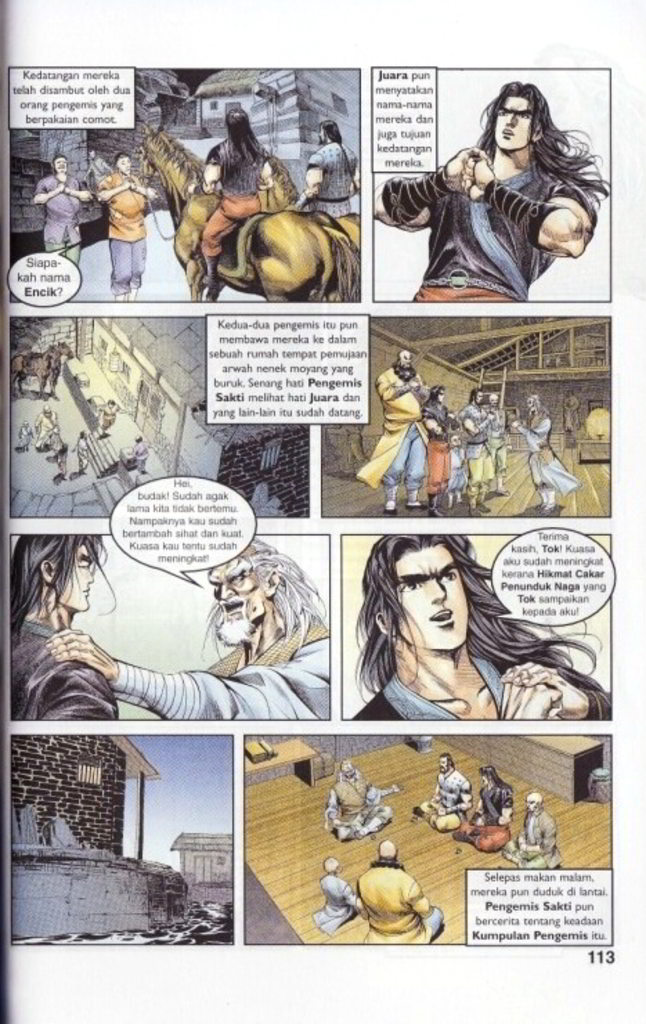 Kedatangan mereka
telah disambut oleh dua
orang pengemis yang
berpakaian comot.
Siapa-
kah nama
Encik?
Juara pun
menyatakan
nama-nama
mereka dan
juga tujuan
kedatangan
mereka.
Kedua-dua pengemis itu pun
membawa mereka ke dalam
sebuah rumah tempat pemujaan
arwah nenek moyang yang
buruk. Senang hati Pengemis
Sakti melihat hati Juara dan
yang lain-lain itu sudah datang.
Hei,
budak! Sudah agak
lama kita tidak bertemu.
Nampaknya kau sudah
bertambah sihat dan kuat.
Kuasa kau tentu sudah
meningkat!
Terima
kasih, Tok! Kuasa
aku sudah meningkat
kerana Hikmat Cakar
Penunduk Naga yang
Tok sampaikan
kepada aku!
Selepas makan malam,
mereka pun duduk di lantai.
Pengemis Sakti pun
bercerita tentang keadaan
Kumpulan Pengemis itu.
113